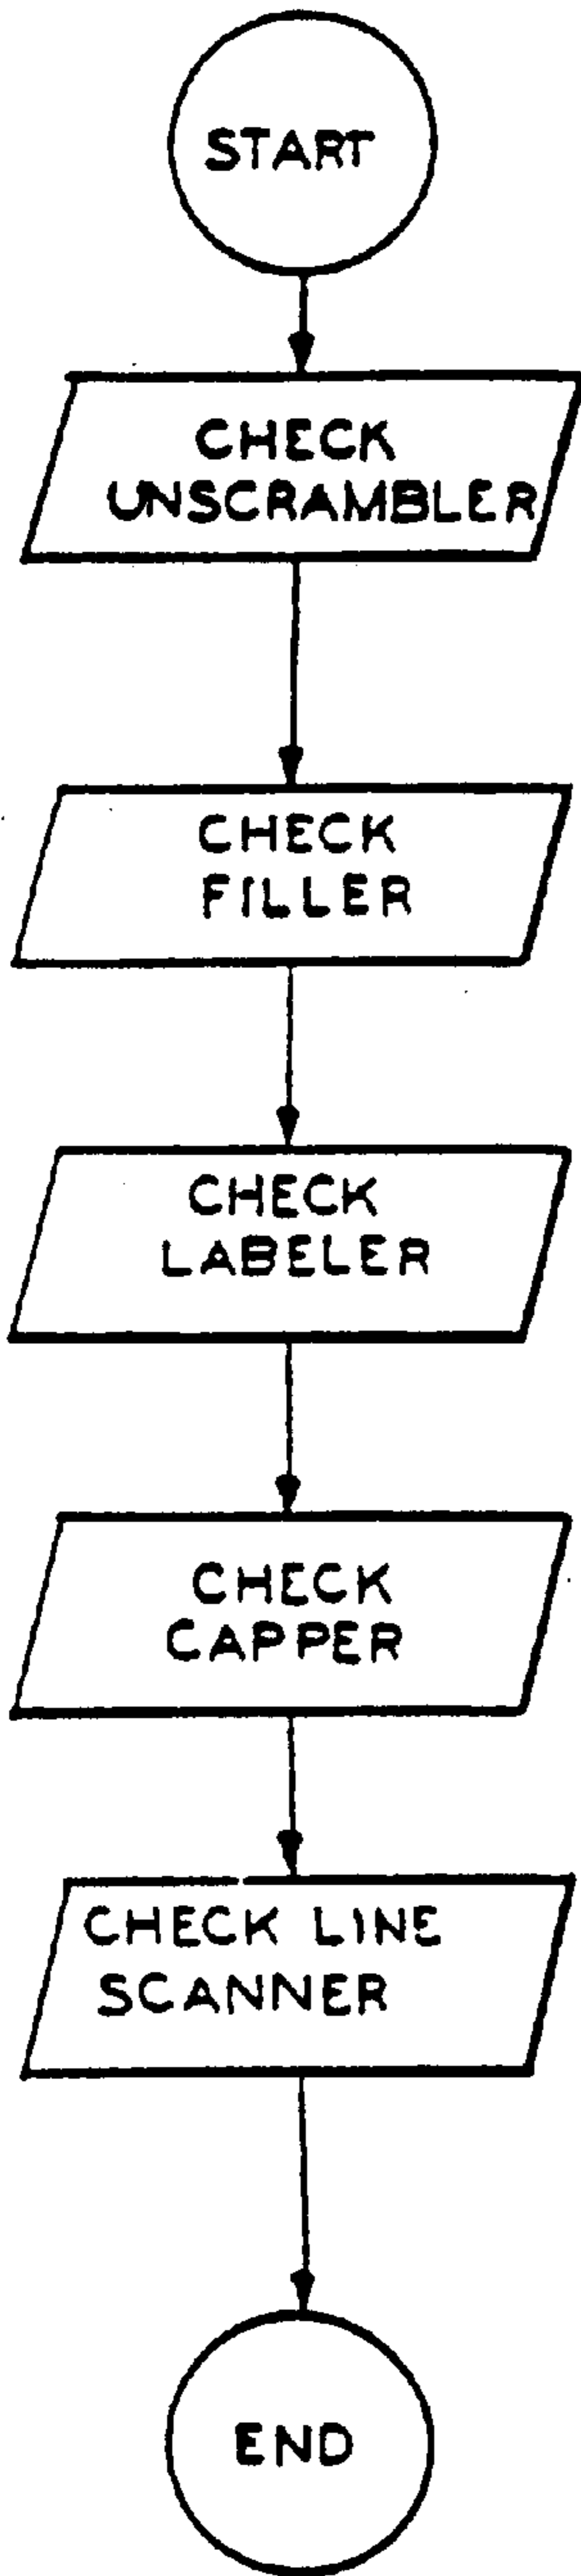 START
CHECK
UNSCRAMBLER
CHECK
FILLER
CHECK
LABELER
CHECK
CAPPER
CHECK LINE
SCANNER
END